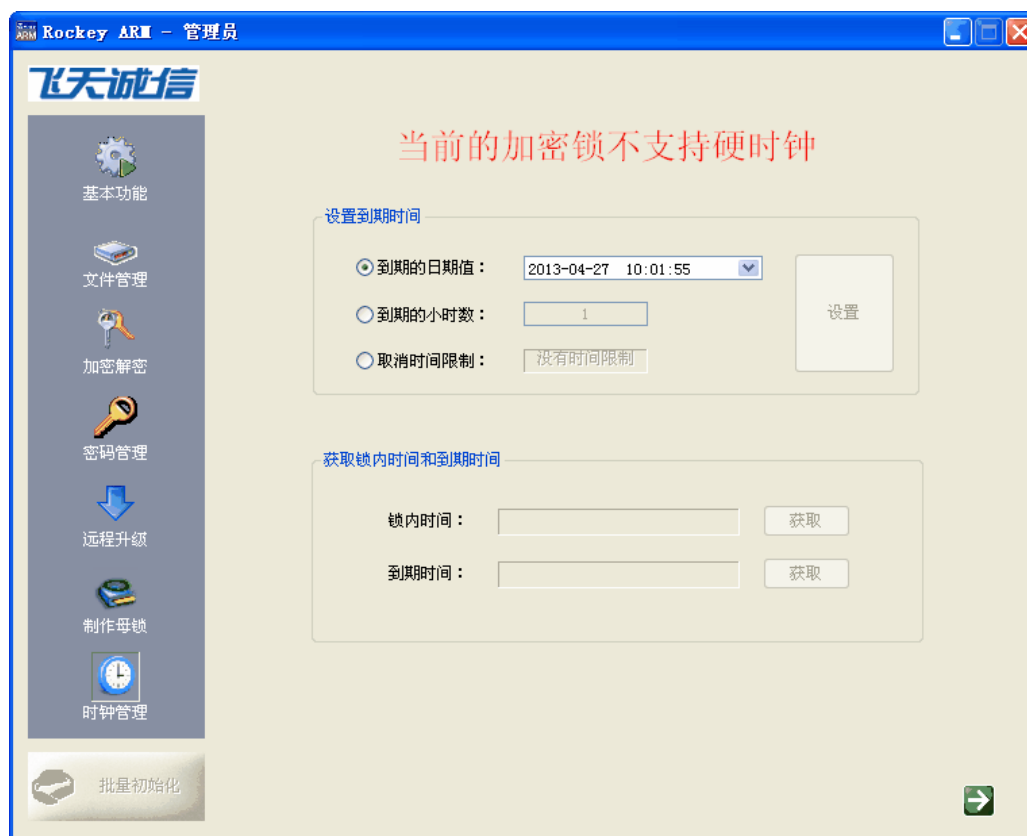 Rockey ARM - 管理员
飞天诚信
当前的加密锁不支持硬时钟
基本功能
文件管理
加密解密
密码管理
远程升级
制作母锁
时钟管理
批量初始化
设置到期时间
到期的日期值： 2013-04-27 10:01:55
到期的小时数： 1
取消时间限制： 没有时间限制
设置
获取锁内时间和到期时间
锁内时间： 获取
到期时间： 获取